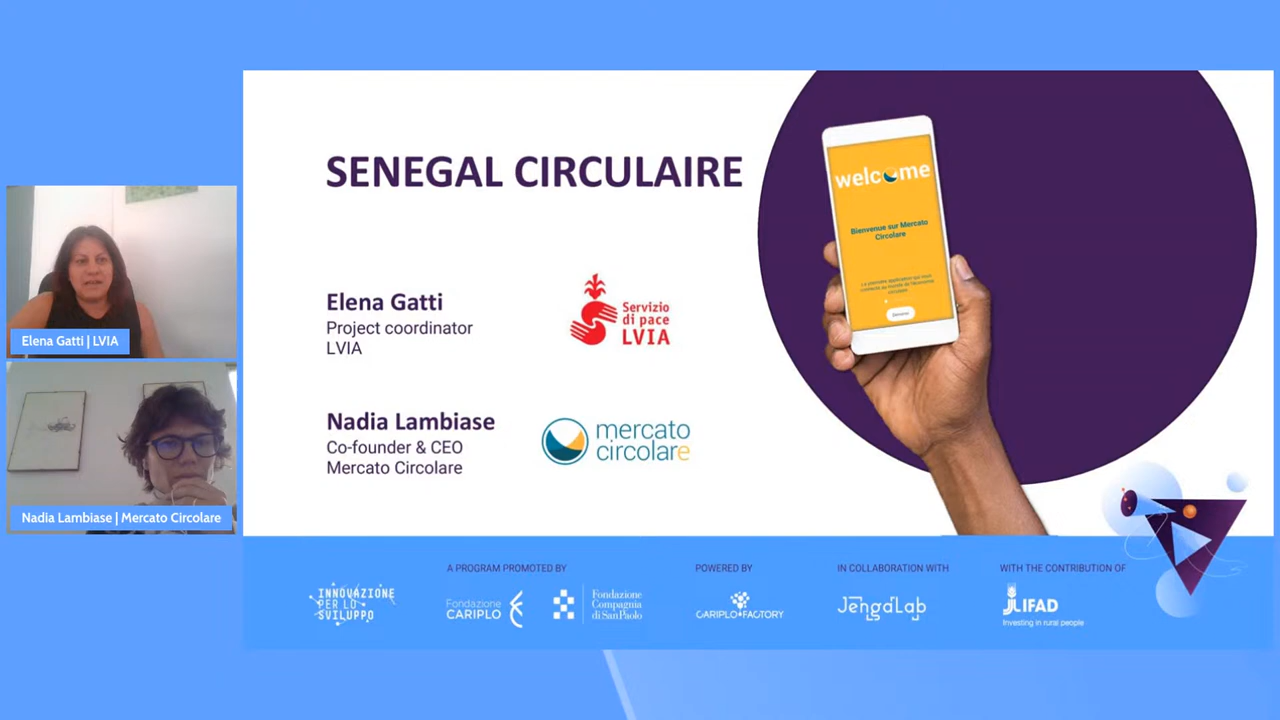 SENEGAL CIRCULAIRE
Elena Gatti
Project coordinator
LVIA
Servizio
di pace
LVIA
Nadia Lambiase
Co-founder & CEO
Mercato Circolare
mercato
circolare
welcome
Bienvenue sur Mercato
Circolare
Elena Gatti | LVIA
Nadia Lambiase | Mercato Circolare
INNOVAZIONE
PER LO
SVILUPPO
A PROGRAM PROMOTED BY
Fondazione
CARIPLO
Fondazione
Compagnia
di San Paolo
POWERED BY
CARIPLO FACTORY
IN COLLABORATION WITH
JengaLab
WITH THE CONTRIBUTION OF
IFAD
Investing in rural people